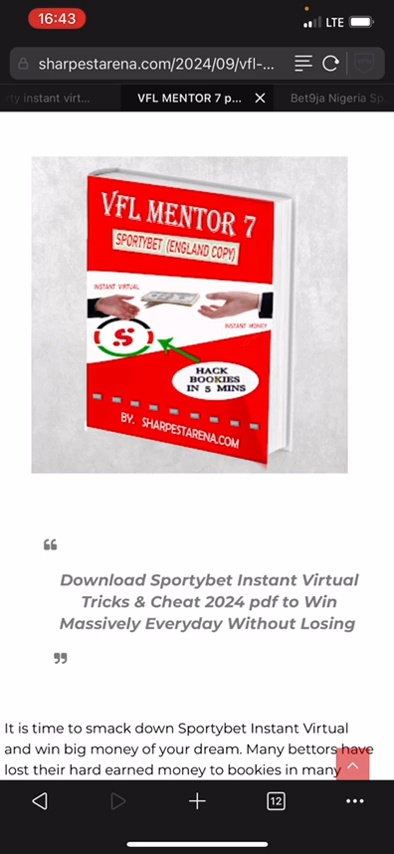 16:43
LTE
sharpestarena.com/2024/09/vfl-...
rty instant virt...
VFL MENTOR 7 p...
Bet9ja Nigeria Sp
VFL MENTOR 7
SPORTYBET (ENGLAND COPY)
INSTANT VIRTUAL
INSTANT MONEY
S
HACK
BOOKIES
IN 5 MINS
BY. SHARPESTARENA.COM
“
Download Sportybet Instant Virtual
Tricks & Cheat 2024 pdf to Win
Massively Everyday Without Losing
”
It is time to smack down Sportybet Instant Virtual
and win big money of your dream. Many bettors have
lost their hard earned money to bookies in many
12